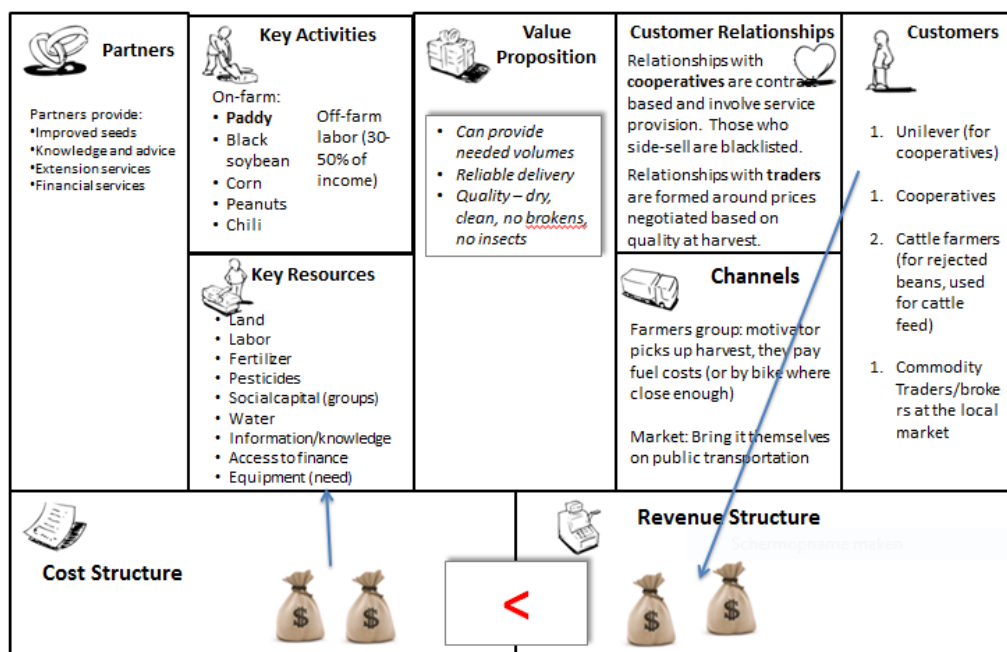 Partners
Partners provide:
•Improved seeds
•Knowledge and advice
•Extension services
•Financial services
Key Activities
On-farm:
• Paddy
• Black
soybean
• Corn
• Peanuts
• Chili
Off-farm
labor (30-
50% of
income)
Key Resources
• Land
• Labor
• Fertilizer
• Pesticides
• Social capital (groups)
• Water
• Information/knowledge
• Access to finance
• Equipment (need)
Value
Proposition
• Can provide
needed volumes
• Reliable delivery
• Quality – dry,
clean, no brokens,
no insects
Customer Relationships
Relationships with
cooperatives are contract
based and involve service
provision. Those who
side-sell are blacklisted.
Relationships with traders
are formed around prices
negotiated based on
quality at harvest.
Channels
Farmers group: motivator
picks up harvest, they pay
fuel costs (or by bike where
close enough)
Market: Bring it themselves
on public transportation
Customers
1. Unilever (for
cooperatives)
1. Cooperatives
2. Cattle farmers
(for rejected
beans, used
for cattle
feed)
1. Commodity
Traders/broke
rs at the local
market
Cost Structure
$ $
<
Revenue Structure
Schermopname maken
$ $